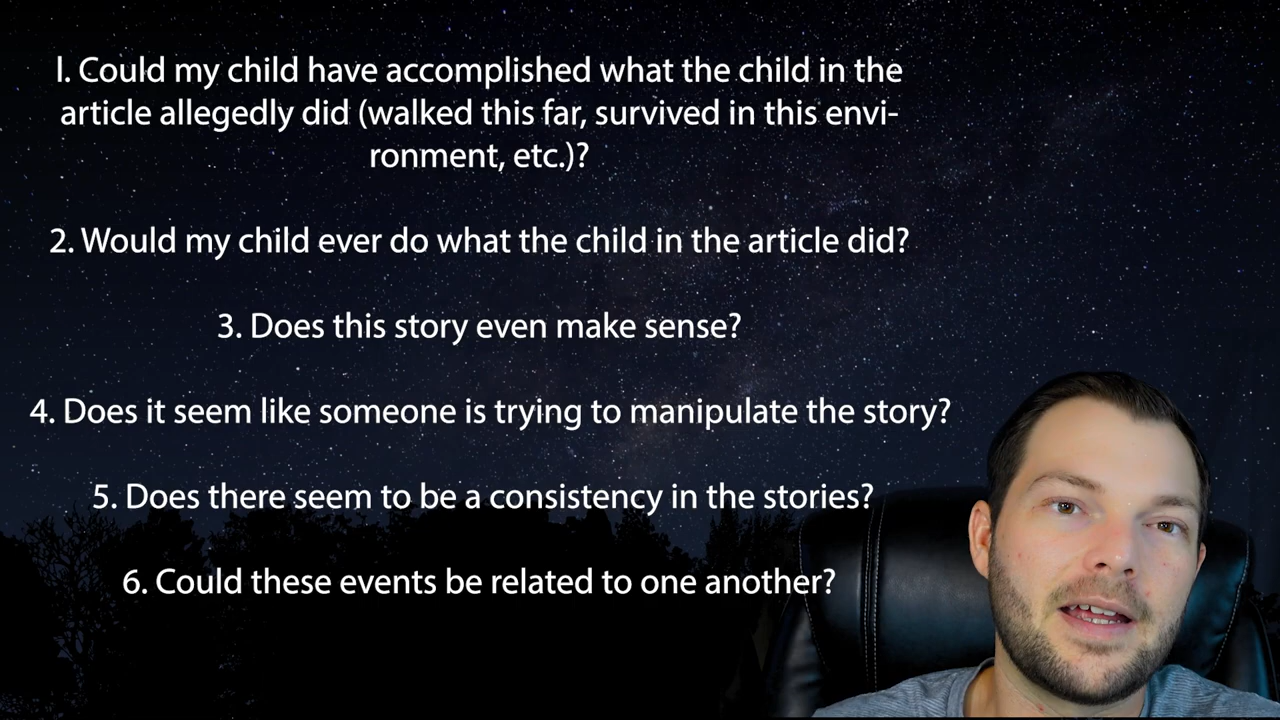 I. Could my child have accomplished what the child in the
article allegedly did (walked this far, survived in this envi-
ronment, etc.)?
2. Would my child ever do what the child in the article did?
3. Does this story even make sense?
4. Does it seem like someone is trying to manipulate the story?
5. Does there seem to be a consistency in the stories?
6. Could these events be related to one another?